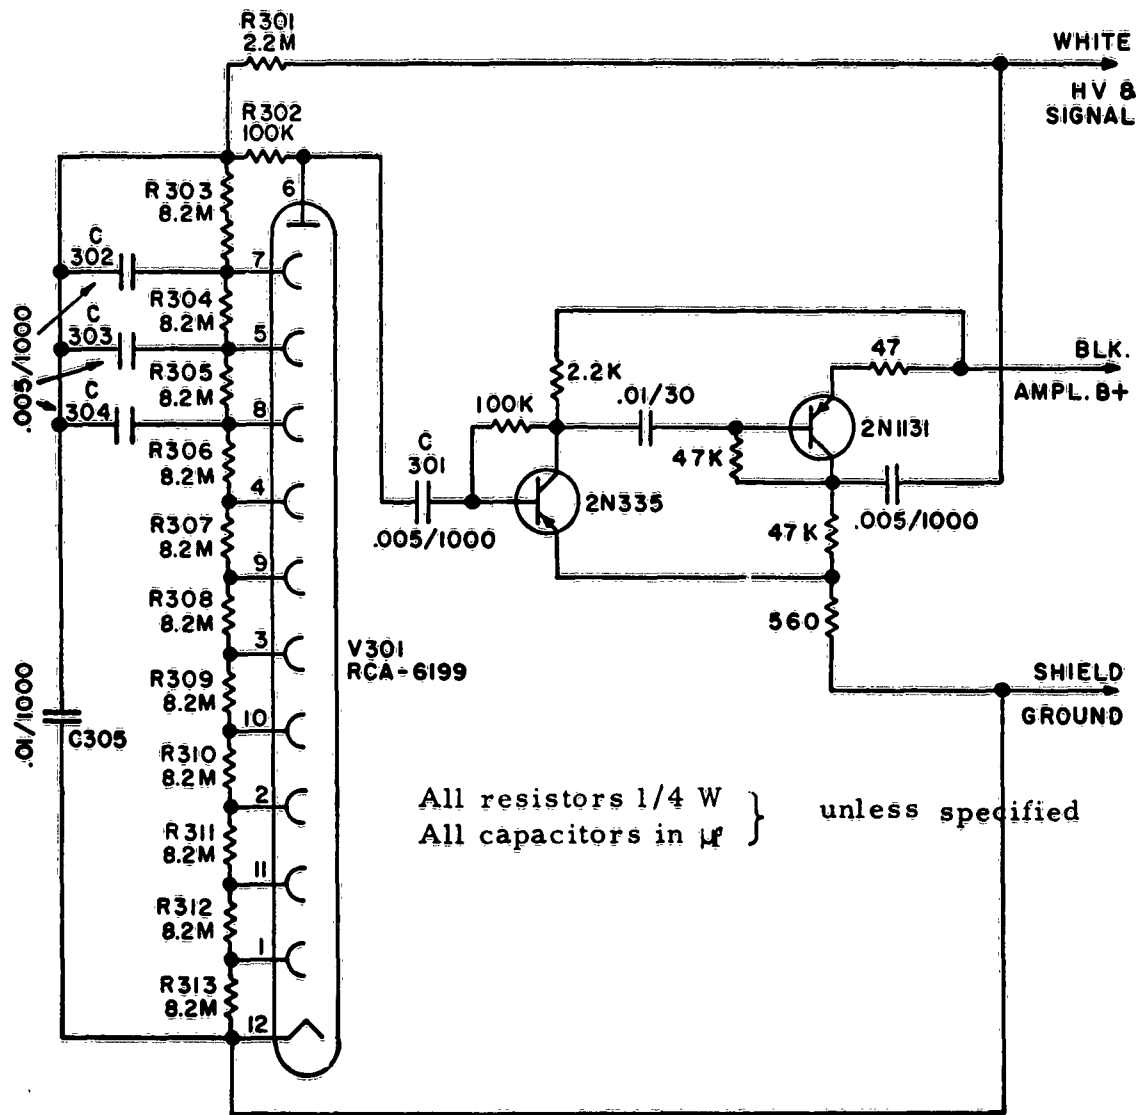 R301
2.2M
WHITE
HV &
SIGNAL
R302
100K
6
R303
8.2M
C
302
7
R304
8.2M
C
303
5
R305
8.2M
C
304
8
.005/1000
R306
8.2M
4
R307
8.2M
9
R308
8.2M
3
R309
8.2M
10
R310
8.2M
2
R311
8.2M
11
R312
8.2M
1
R313
8.2M
12
.01/1000
C305
V301
RCA-6199
C
301
.005/1000
100K
2.2K
2N335
.01/30
47K
47
2N1131
.005/1000
47K
560
BLK.
AMPL. B+
SHIELD
GROUND
All resistors 1/4 W
All capacitors in µf
unless specified